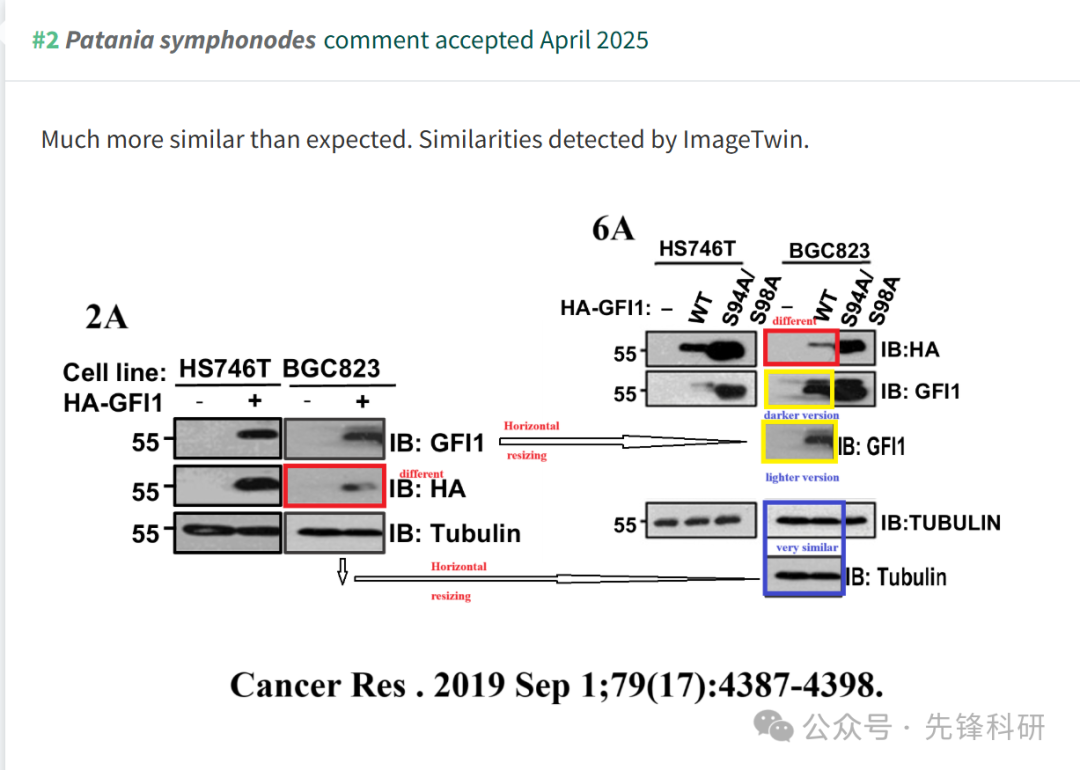 #2 Patania symphonodes comment accepted April 2025
Much more similar than expected. Similarities detected by ImageTwin.
6A
HS746T BGC823
HA-GFI1: – WT S94A/S98A – WT S94A/S98A
different
55 IB:HA
55 IB: GFI1
darker version
IB: GFI1
lighter version
55 IB:TUBULIN
very similar
IB: Tubulin
2A
Cell line: HS746T BGC823
HA-GFI1 - + - +
55 IB: GFI1
Horizontal
resizing
different
55 IB: HA
55 IB: Tubulin
Horizontal
resizing
Cancer Res . 2019 Sep 1;79(17):4387-4398.
公众号 · 先锋科研